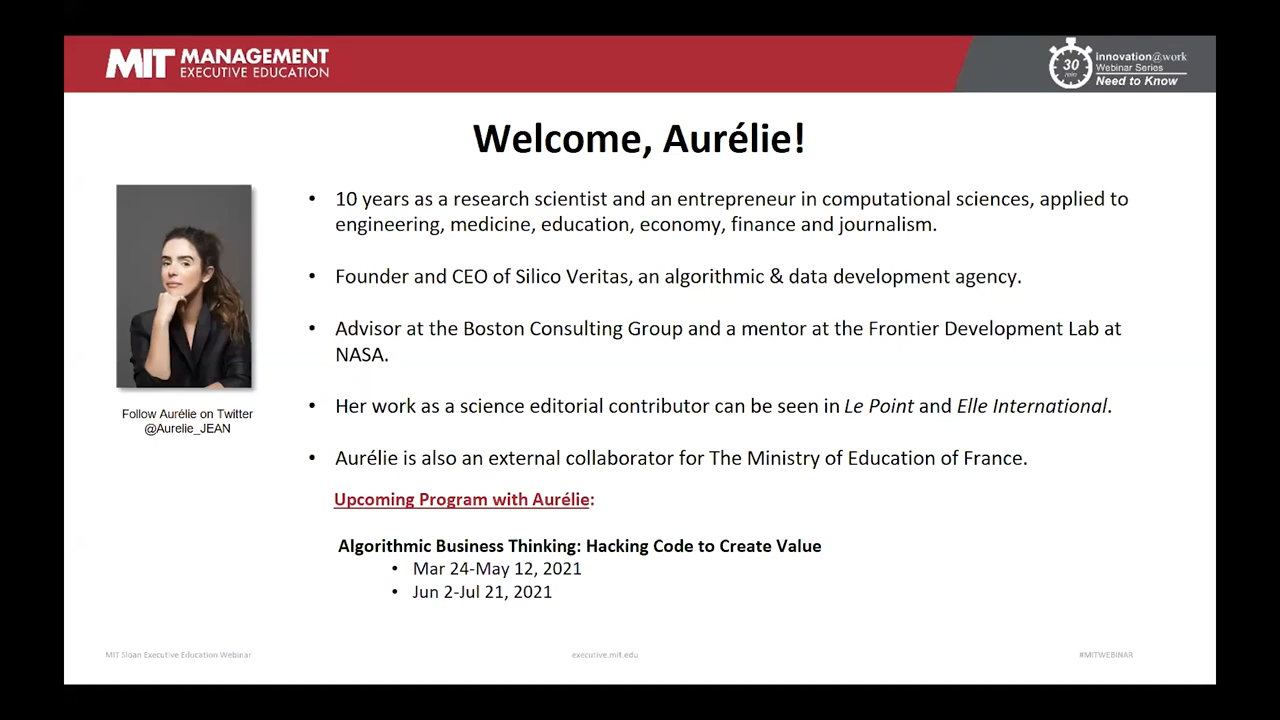 MIT MANAGEMENT
EXECUTIVE EDUCATION
30
min
innovation@work
Webinar Series
Need to Know
Welcome, Aurélie!
• 10 years as a research scientist and an entrepreneur in computational sciences, applied to
engineering, medicine, education, economy, finance and journalism.
• Founder and CEO of Silico Veritas, an algorithmic & data development agency.
• Advisor at the Boston Consulting Group and a mentor at the Frontier Development Lab at
NASA.
• Her work as a science editorial contributor can be seen in Le Point and Elle International.
• Aurélie is also an external collaborator for The Ministry of Education of France.
Follow Aurélie on Twitter
@Aurelie_JEAN
Upcoming Program with Aurélie:
Algorithmic Business Thinking: Hacking Code to Create Value
• Mar 24-May 12, 2021
• Jun 2-Jul 21, 2021
MIT Sloan Executive Education Webinar
executive.mit.edu
#MITWEBINAR